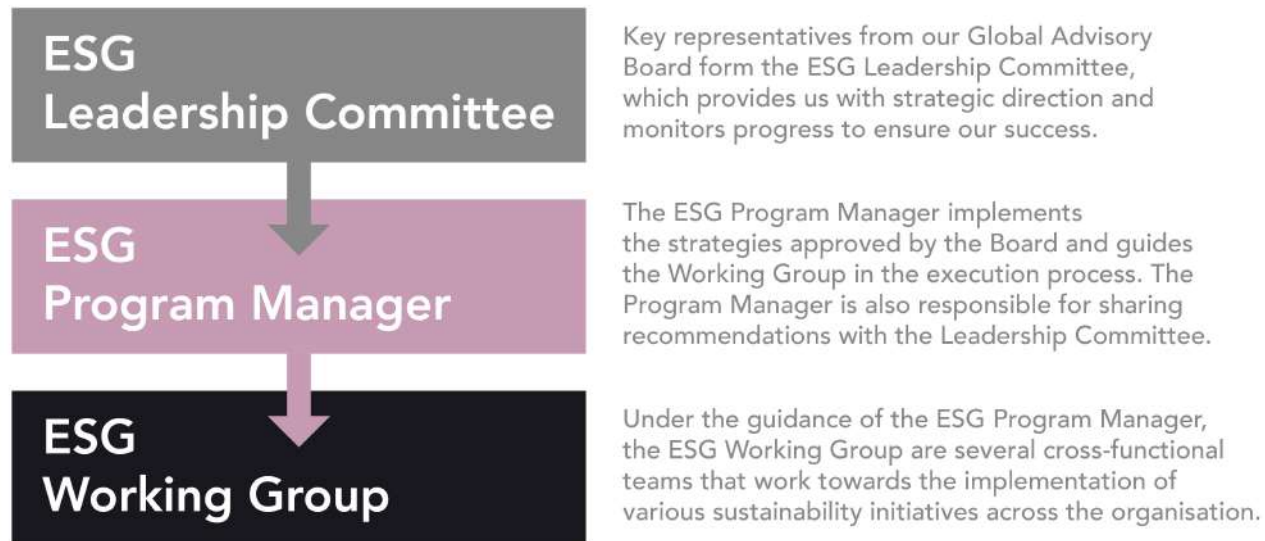 ESG
Leadership Committee
Key representatives from our Global Advisory
Board form the ESG Leadership Committee,
which provides us with strategic direction and
monitors progress to ensure our success.
ESG
Program Manager
The ESG Program Manager implements
the strategies approved by the Board and guides
the Working Group in the execution process. The
Program Manager is also responsible for sharing
recommendations with the Leadership Committee.
ESG
Working Group
Under the guidance of the ESG Program Manager,
the ESG Working Group are several cross-functional
teams that work towards the implementation of
various sustainability initiatives across the organisation.